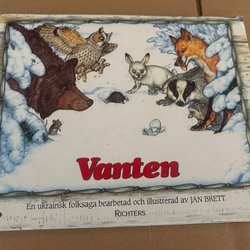 Vanten
En ukrainsk folksaga bearbetad och illustrerad av JAN BRETT
RICHTERS